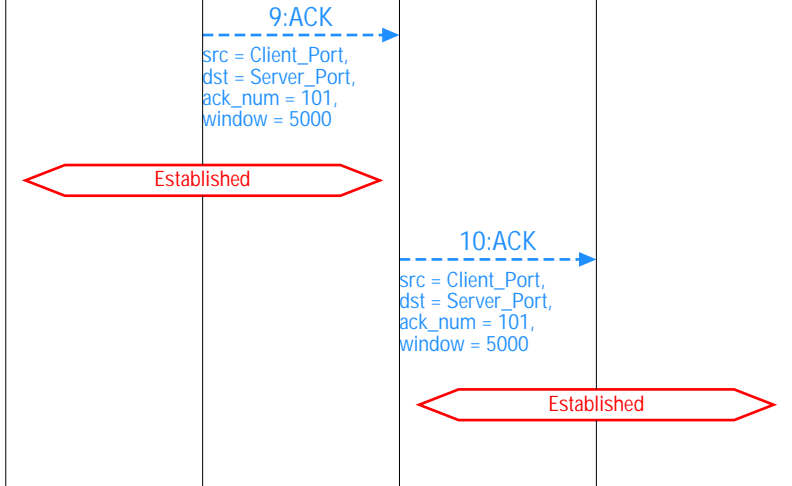 9:ACK
src = Client_Port,
dst = Server_Port,
ack_num = 101,
window = 5000
Established
10:ACK
src = Client_Port,
dst = Server_Port,
ack_num = 101,
window = 5000
Established